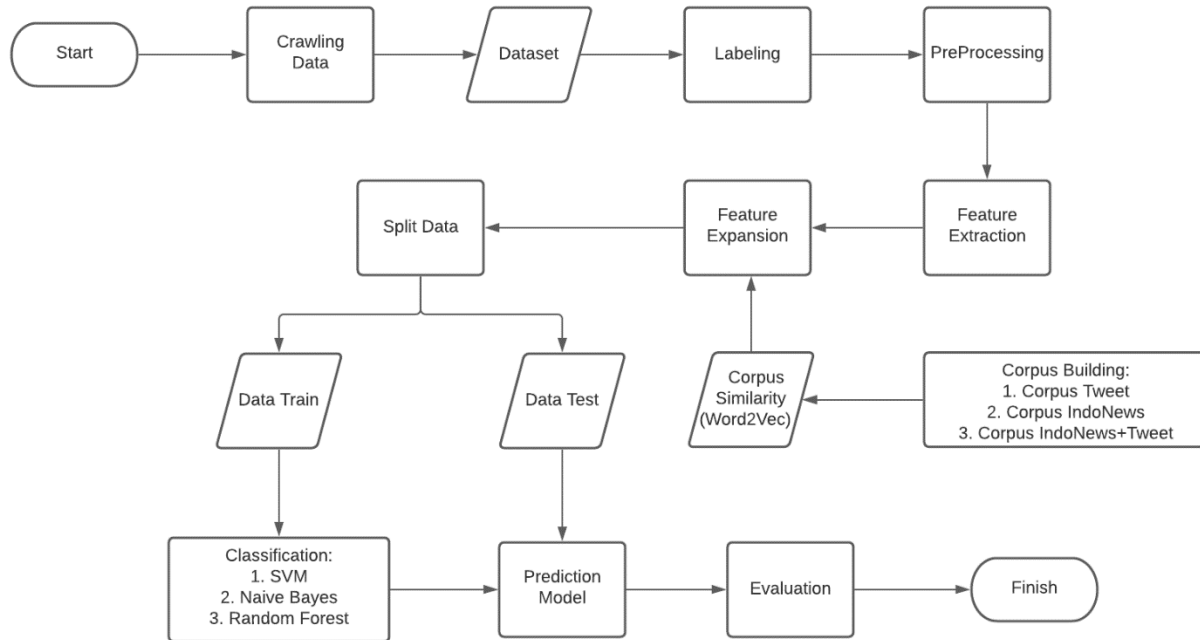 Start
Crawling
Data
Dataset
Labeling
PreProcessing
Split Data
Feature
Expansion
Feature
Extraction
Data Train
Data Test
Corpus
Similarity
(Word2Vec)
Corpus Building:
1. Corpus Tweet
2. Corpus IndoNews
3. Corpus IndoNews+Tweet
Classification:
1. SVM
2. Naive Bayes
3. Random Forest
Prediction
Model
Evaluation
Finish